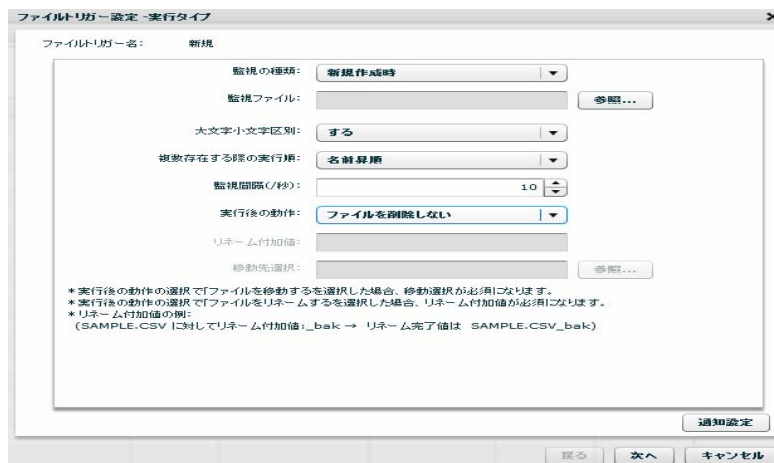 ファイルトリガー設定 -実行タイプ
ファイルトリガー名: 新規
監視の種類: 新規作成時
監視ファイル: 参照...
大文字小文字区別: する
複数存在する際の実行順: 名前昇順
監視間隔(/秒): 10
実行後の動作: ファイルを削除しない
リネーム付加値:
移動先選択: 参照...
* 実行後の動作の選択で「ファイルを移動するを選択した場合、移動選択が必須になります。
* 実行後の動作の選択で「ファイルをリネームするを選択した場合、リネーム付加値が必須になります。
* リネーム付加値の例:
(SAMPLE.CSV に対してリネーム付加値:_bak → リネーム完了値は SAMPLE.CSV_bak)
通知設定
戻る 次へ キャンセル